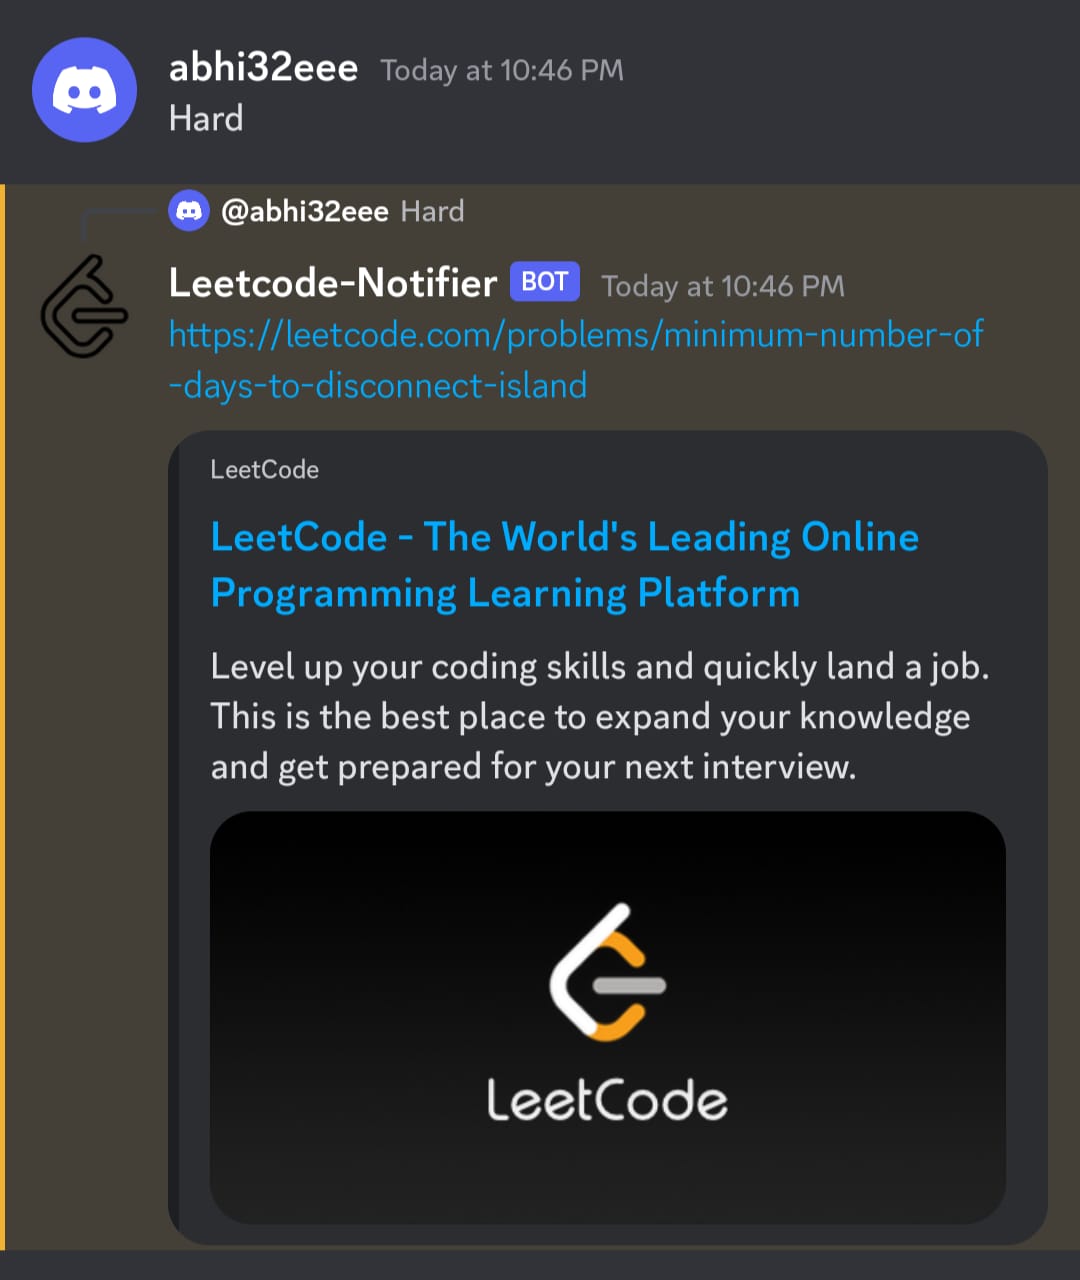 abhi32eee Today at 10:46 PM
Hard
@abhi32eee Hard
Leetcode-Notifier BOT Today at 10:46 PM
https://leetcode.com/problems/minimum-number-of
-days-to-disconnect-island
LeetCode
LeetCode - The World's Leading Online
Programming Learning Platform
Level up your coding skills and quickly land a job.
This is the best place to expand your knowledge
and get prepared for your next interview.
LeetCode